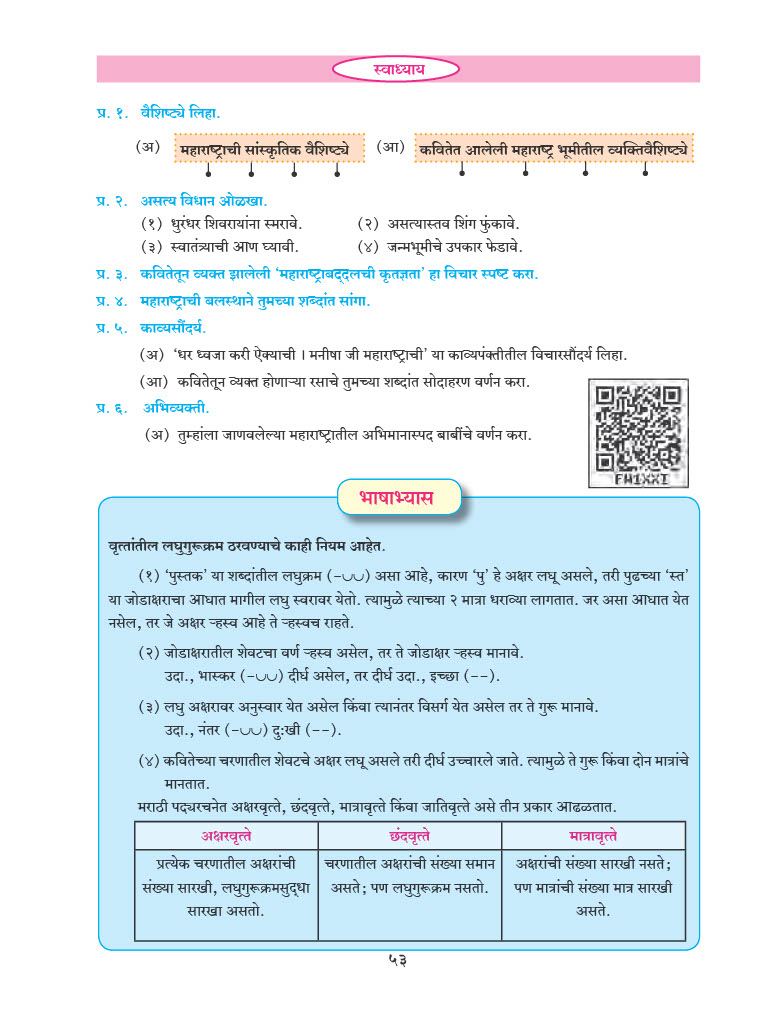 स्वाध्याय
प्र. १. वैशिष्ट्ये लिहा.
(अ) महाराष्ट्राची सांस्कृतिक वैशिष्ट्ये (आ) कवितेत आलेली महाराष्ट्र भूमीतील व्यक्तिवैशिष्ट्ये
प्र. २. असत्य विधान ओळखा.
(१) धुरंधर शिवरायांना स्मरावे. (२) असत्यास्तव शिंग फुंकावे.
(३) स्वातंत्र्याची आण घ्यावी. (४) जन्मभूमीचे उपकार फेडावे.
प्र. ३. कवितेतून व्यक्त झालेली ‘महाराष्ट्राबद्दलची कृतज्ञता’ हा विचार स्पष्ट करा.
प्र. ४. महाराष्ट्राची बलस्थाने तुमच्या शब्दांत सांगा.
प्र. ५. काव्यसौंदर्य.
(अ) ‘धर ध्वजा करी ऐक्याची । मनीषा जी महाराष्ट्राची’ या काव्यपंक्तीतील विचारसौंदर्य लिहा.
(आ) कवितेतून व्यक्त होणाऱ्या रसाचे तुमच्या शब्दांत सोदाहरण वर्णन करा.
प्र. ६. अभिव्यक्ती.
(अ) तुम्हांला जाणवलेल्या महाराष्ट्रातील अभिमानास्पद बाबींचे वर्णन करा.
FW1XXI
भाषाभ्यास
वृत्तांतील लघुगुरूक्रम ठरवण्याचे काही नियम आहेत.
(१) ‘पुस्तक’ या शब्दांतील लघुक्रम (-◡◡) असा आहे, कारण ‘पु’ हे अक्षर लघू असले, तरी पुढच्या ‘स्त’
या जोडाक्षराचा आघात मागील लघु स्वरावर येतो. त्यामुळे त्याच्या २ मात्रा धराव्या लागतात. जर असा आघात येत
नसेल, तर जे अक्षर ऱ्हस्व आहे ते ऱ्हस्वच राहते.
(२) जोडाक्षरातील शेवटचा वर्ण ऱ्हस्व असेल, तर ते जोडाक्षर ऱ्हस्व मानावे.
उदा., भास्कर (-◡◡) दीर्घ असेल, तर दीर्घ उदा., इच्छा (--).
(३) लघु अक्षरावर अनुस्वार येत असेल किंवा त्यानंतर विसर्ग येत असेल तर ते गुरू मानावे.
उदा., नंतर (-◡◡) दुःखी (--).
(४) कवितेच्या चरणातील शेवटचे अक्षर लघू असले तरी दीर्घ उच्चारले जाते. त्यामुळे ते गुरू किंवा दोन मात्रांचे
मानतात.
मराठी पद्यरचनेत अक्षरवृत्ते, छंदवृत्ते, मात्रावृत्ते किंवा जातिवृत्ते असे तीन प्रकार आढळतात.
अक्षरवृत्ते छंदवृत्ते मात्रावृत्ते
प्रत्येक चरणातील अक्षरांची चरणातील अक्षरांची संख्या समान अक्षरांची संख्या सारखी नसते;
संख्या सारखी, लघुगुरूक्रमसुद्धा असते; पण लघुगुरूक्रम नसतो. पण मात्रांची संख्या मात्र सारखी
सारखा असतो. असते.
५३